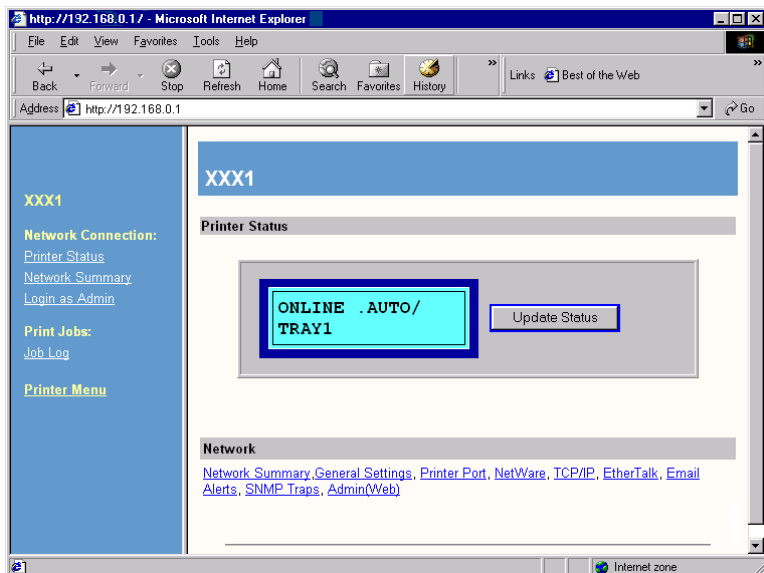 http://192.168.0.1/ - Microsoft Internet Explorer
File Edit View Favorites Tools Help
Back Forward Stop Refresh Home Search Favorites History » Links Best of the Web »
Address http://192.168.0.1 Go
XXX1
Network Connection:
Printer Status
Network Summary
Login as Admin
Print Jobs:
Job Log
Printer Menu
XXX1
Printer Status
ONLINE .AUTO/
TRAY1
Update Status
Network
Network Summary,General Settings, Printer Port, NetWare, TCP/IP, EtherTalk, Email
Alerts, SNMP Traps, Admin(Web)
Internet zone